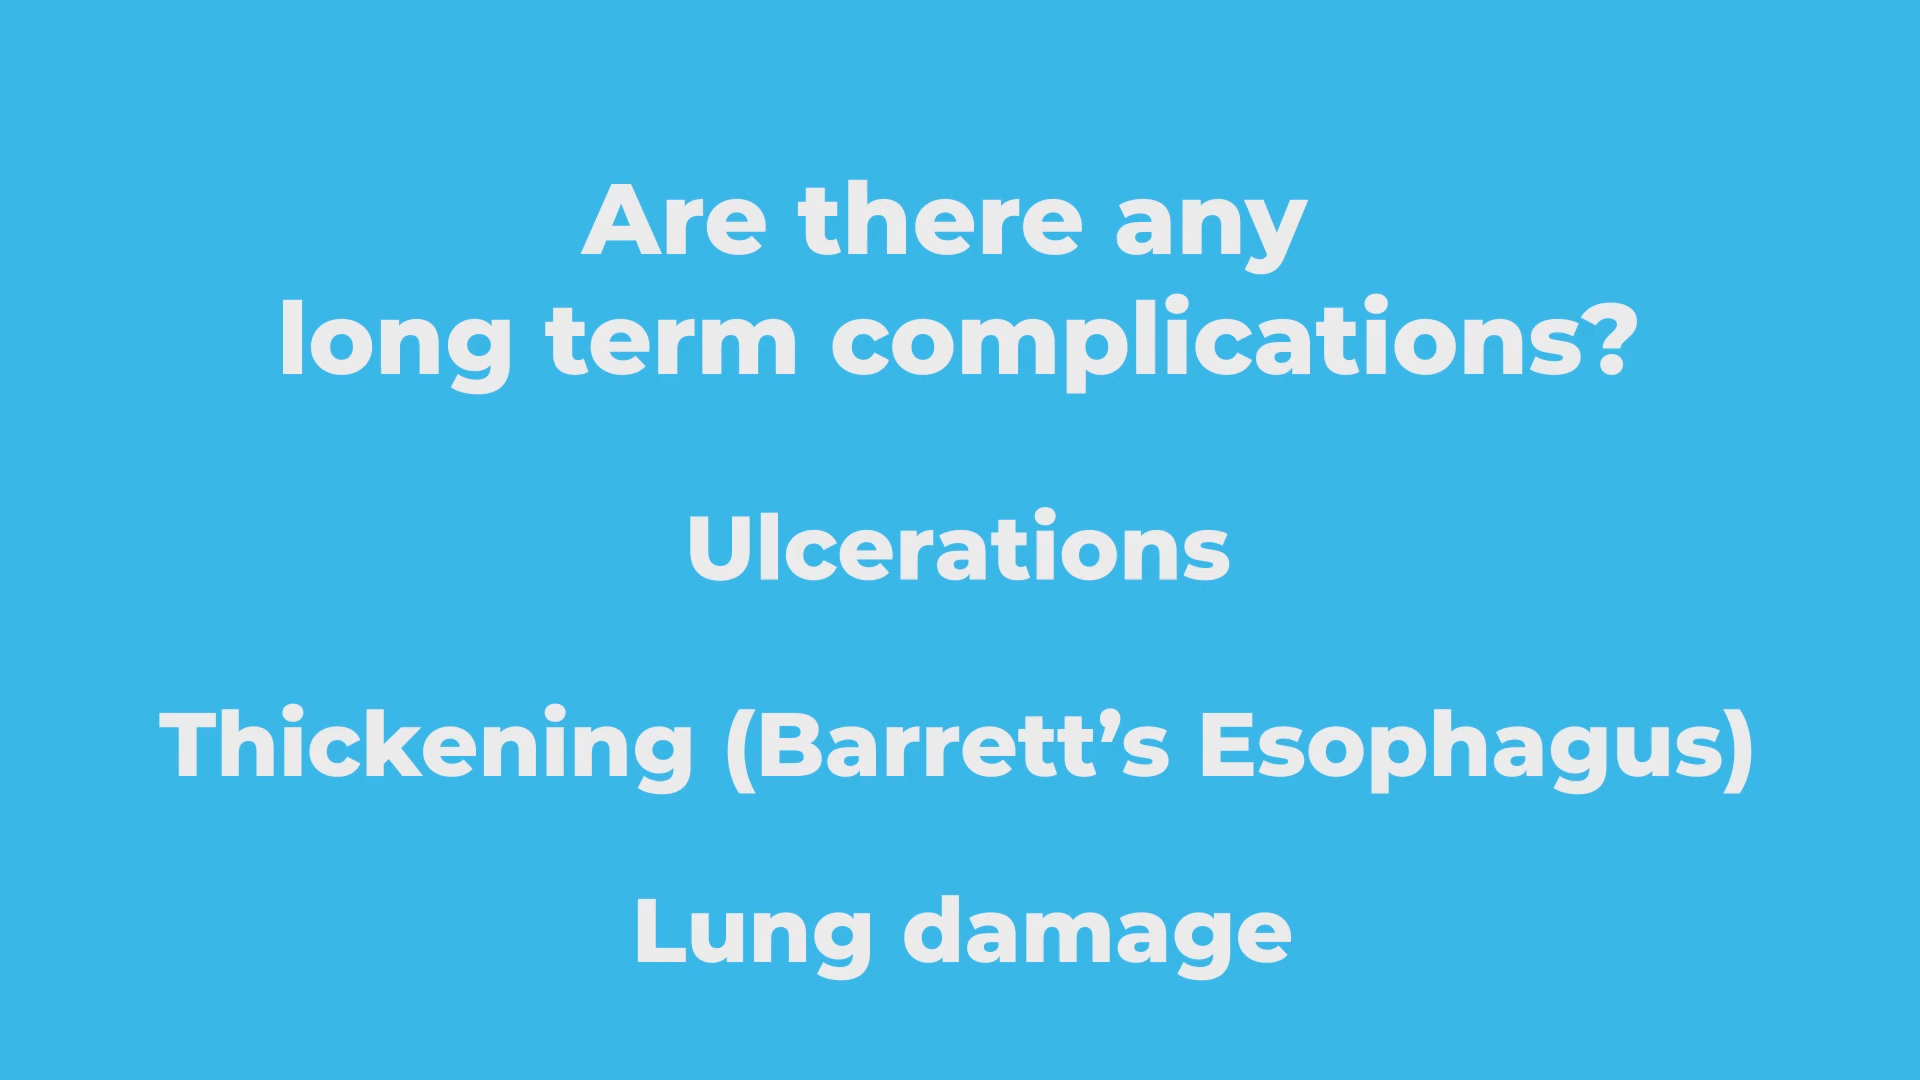 Are there any
long term complications?
Ulcerations
Thickening (Barrett’s Esophagus)
Lung damage